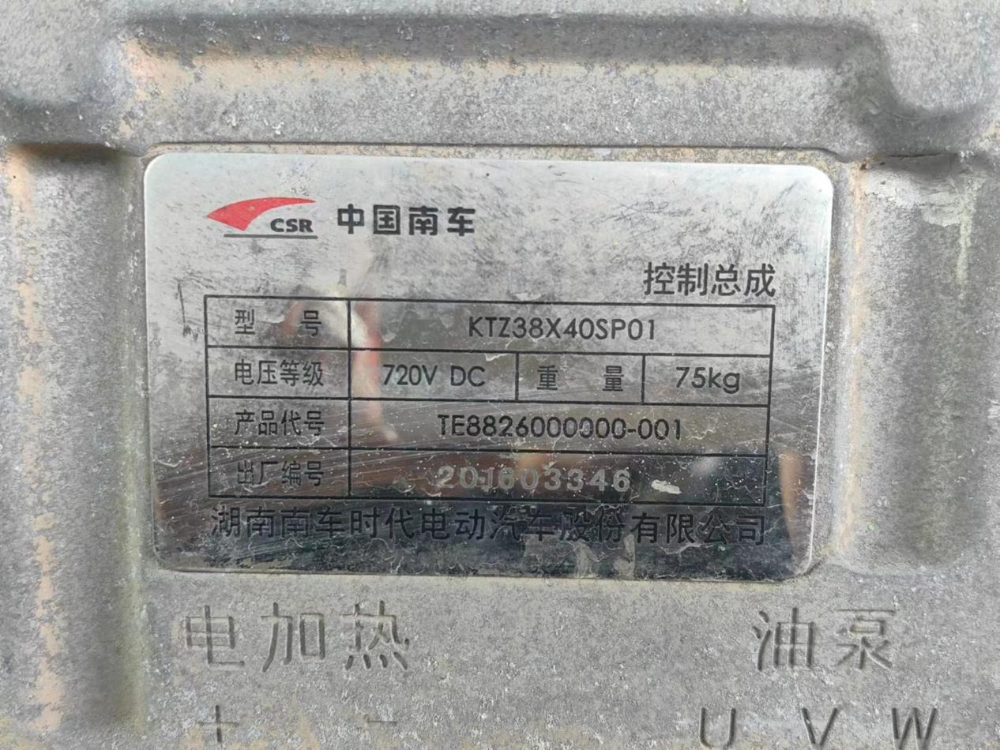 CSR 中国南车
控制总成
型 号 KTZ38X40SP01
电压等级 720V DC 重 量 75kg
产品代号 TE8826000000-001
出厂编号 201603346
湖南南车时代电动汽车股份有限公司
电加热 油泵
+ - U V W